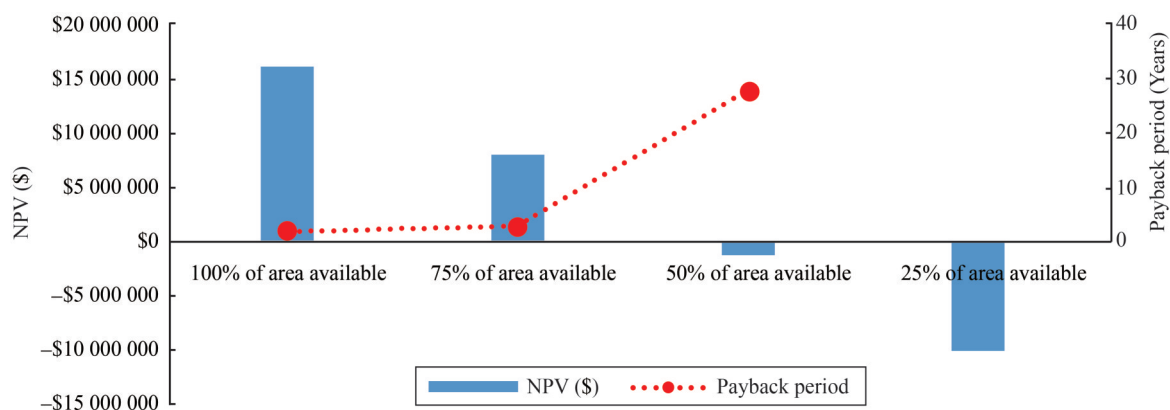 $20 000 000
$15 000 000
$10 000 000
$5 000 000
$0
–$5 000 000
–$10 000 000
–$15 000 000
NPV ($)
40
30
20
10
0
Payback period (Years)
100% of area available
75% of area available
50% of area available
25% of area available
NPV ($)
Payback period